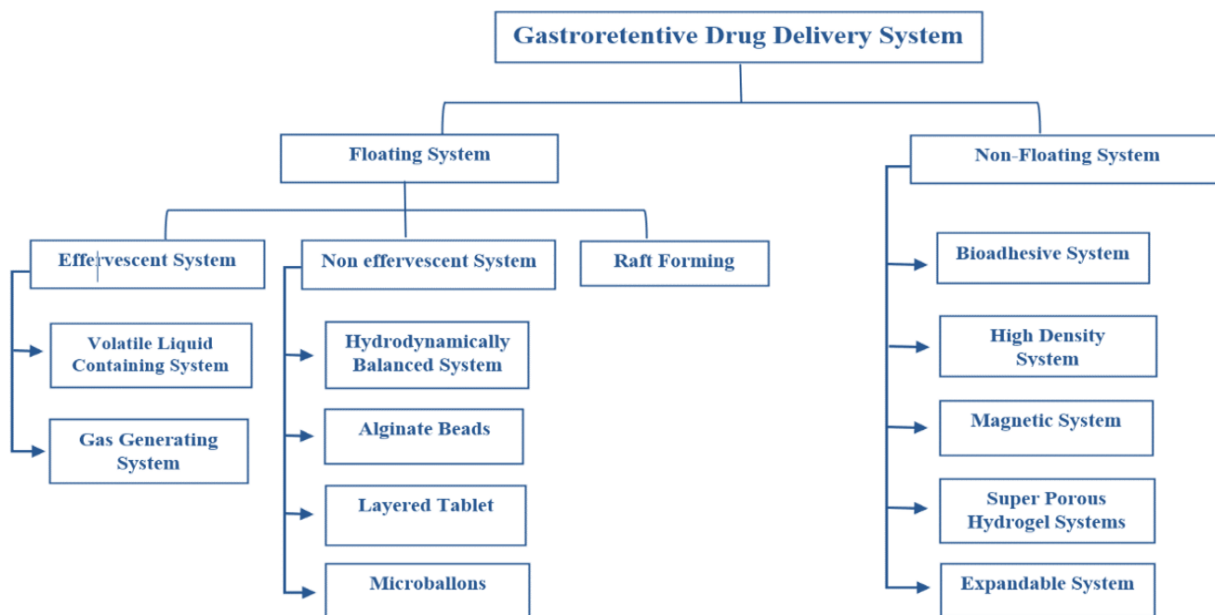 Gastroretentive Drug Delivery System
Floating System
Non-Floating System
Effervescent System
Non effervescent System
Raft Forming
Volatile Liquid
Containing System
Gas Generating
System
Hydrodynamically
Balanced System
Alginate Beads
Layered Tablet
Microballons
Bioadhesive System
High Density
System
Magnetic System
Super Porous
Hydrogel Systems
Expandable System